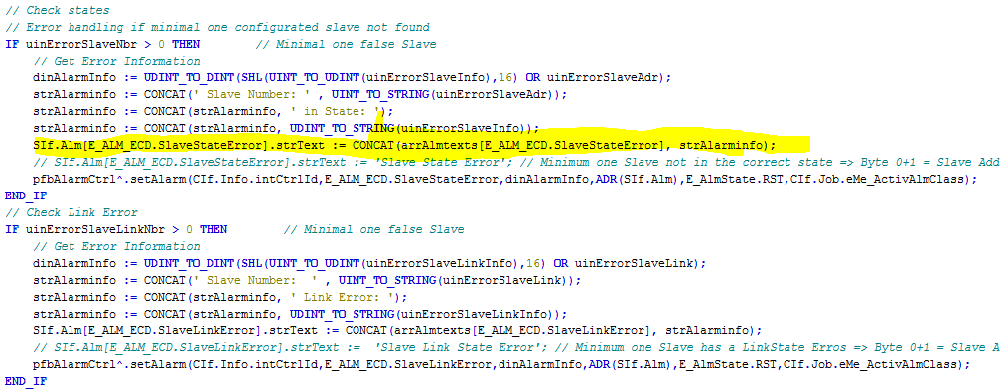 // Check states
// Error handling if minimal one configurated slave not found
IF uinErrorSlaveNbr > 0 THEN // Minimal one false Slave
// Get Error Information
dinAlarmInfo := UDINT_TO_DINT(SHL(UINT_TO_UDINT(uinErrorSlaveInfo),16) OR uinErrorSlaveAdr);
strAlarminfo := CONCAT(' Slave Number: ' , UINT_TO_STRING(uinErrorSlaveAdr));
strAlarminfo := CONCAT(strAlarminfo, ' in State: ');
strAlarminfo := CONCAT(strAlarminfo, UDINT_TO_STRING(uinErrorSlaveInfo));
SIf.Alm[E_ALM_ECD.SlaveStateError].strText := CONCAT(arrAlmtexts[E_ALM_ECD.SlaveStateError], strAlarminfo);
// SIf.Alm[E_ALM_ECD.SlaveStateError].strText := 'Slave State Error'; // Minimum one Slave not in the correct state => Byte 0+1 = Slave Add
pfbAlarmCtrl^.setAlarm(CIf.Info.intCtrlId,E_ALM_ECD.SlaveStateError,dinAlarmInfo,ADR(SIf.Alm),E_AlmState.RST,CIf.Job.eMe_ActivAlmClass);
END_IF
// Check Link Error
IF uinErrorSlaveLinkNbr > 0 THEN // Minimal one false Slave
// Get Error Information
dinAlarmInfo := UDINT_TO_DINT(SHL(UINT_TO_UDINT(uinErrorSlaveLinkInfo),16) OR uinErrorSlaveLink);
strAlarminfo := CONCAT(' Slave Number:  ' , UINT_TO_STRING(uinErrorSlaveLink));
strAlarminfo := CONCAT(strAlarminfo, ' Link Error: ');
strAlarminfo := CONCAT(strAlarminfo, UDINT_TO_STRING(uinErrorSlaveLinkInfo));
SIf.Alm[E_ALM_ECD.SlaveLinkError].strText := CONCAT(arrAlmtexts[E_ALM_ECD.SlaveLinkError], strAlarminfo);
// SIf.Alm[E_ALM_ECD.SlaveLinkError].strText :=  'Slave Link State Error'; // Minimum one Slave has a LinkState Erros => Byte 0+1 = Slave A
pfbAlarmCtrl^.setAlarm(CIf.Info.intCtrlId,E_ALM_ECD.SlaveLinkError,dinAlarmInfo,ADR(SIf.Alm),E_AlmState.RST,CIf.Job.eMe_ActivAlmClass);
END_IF